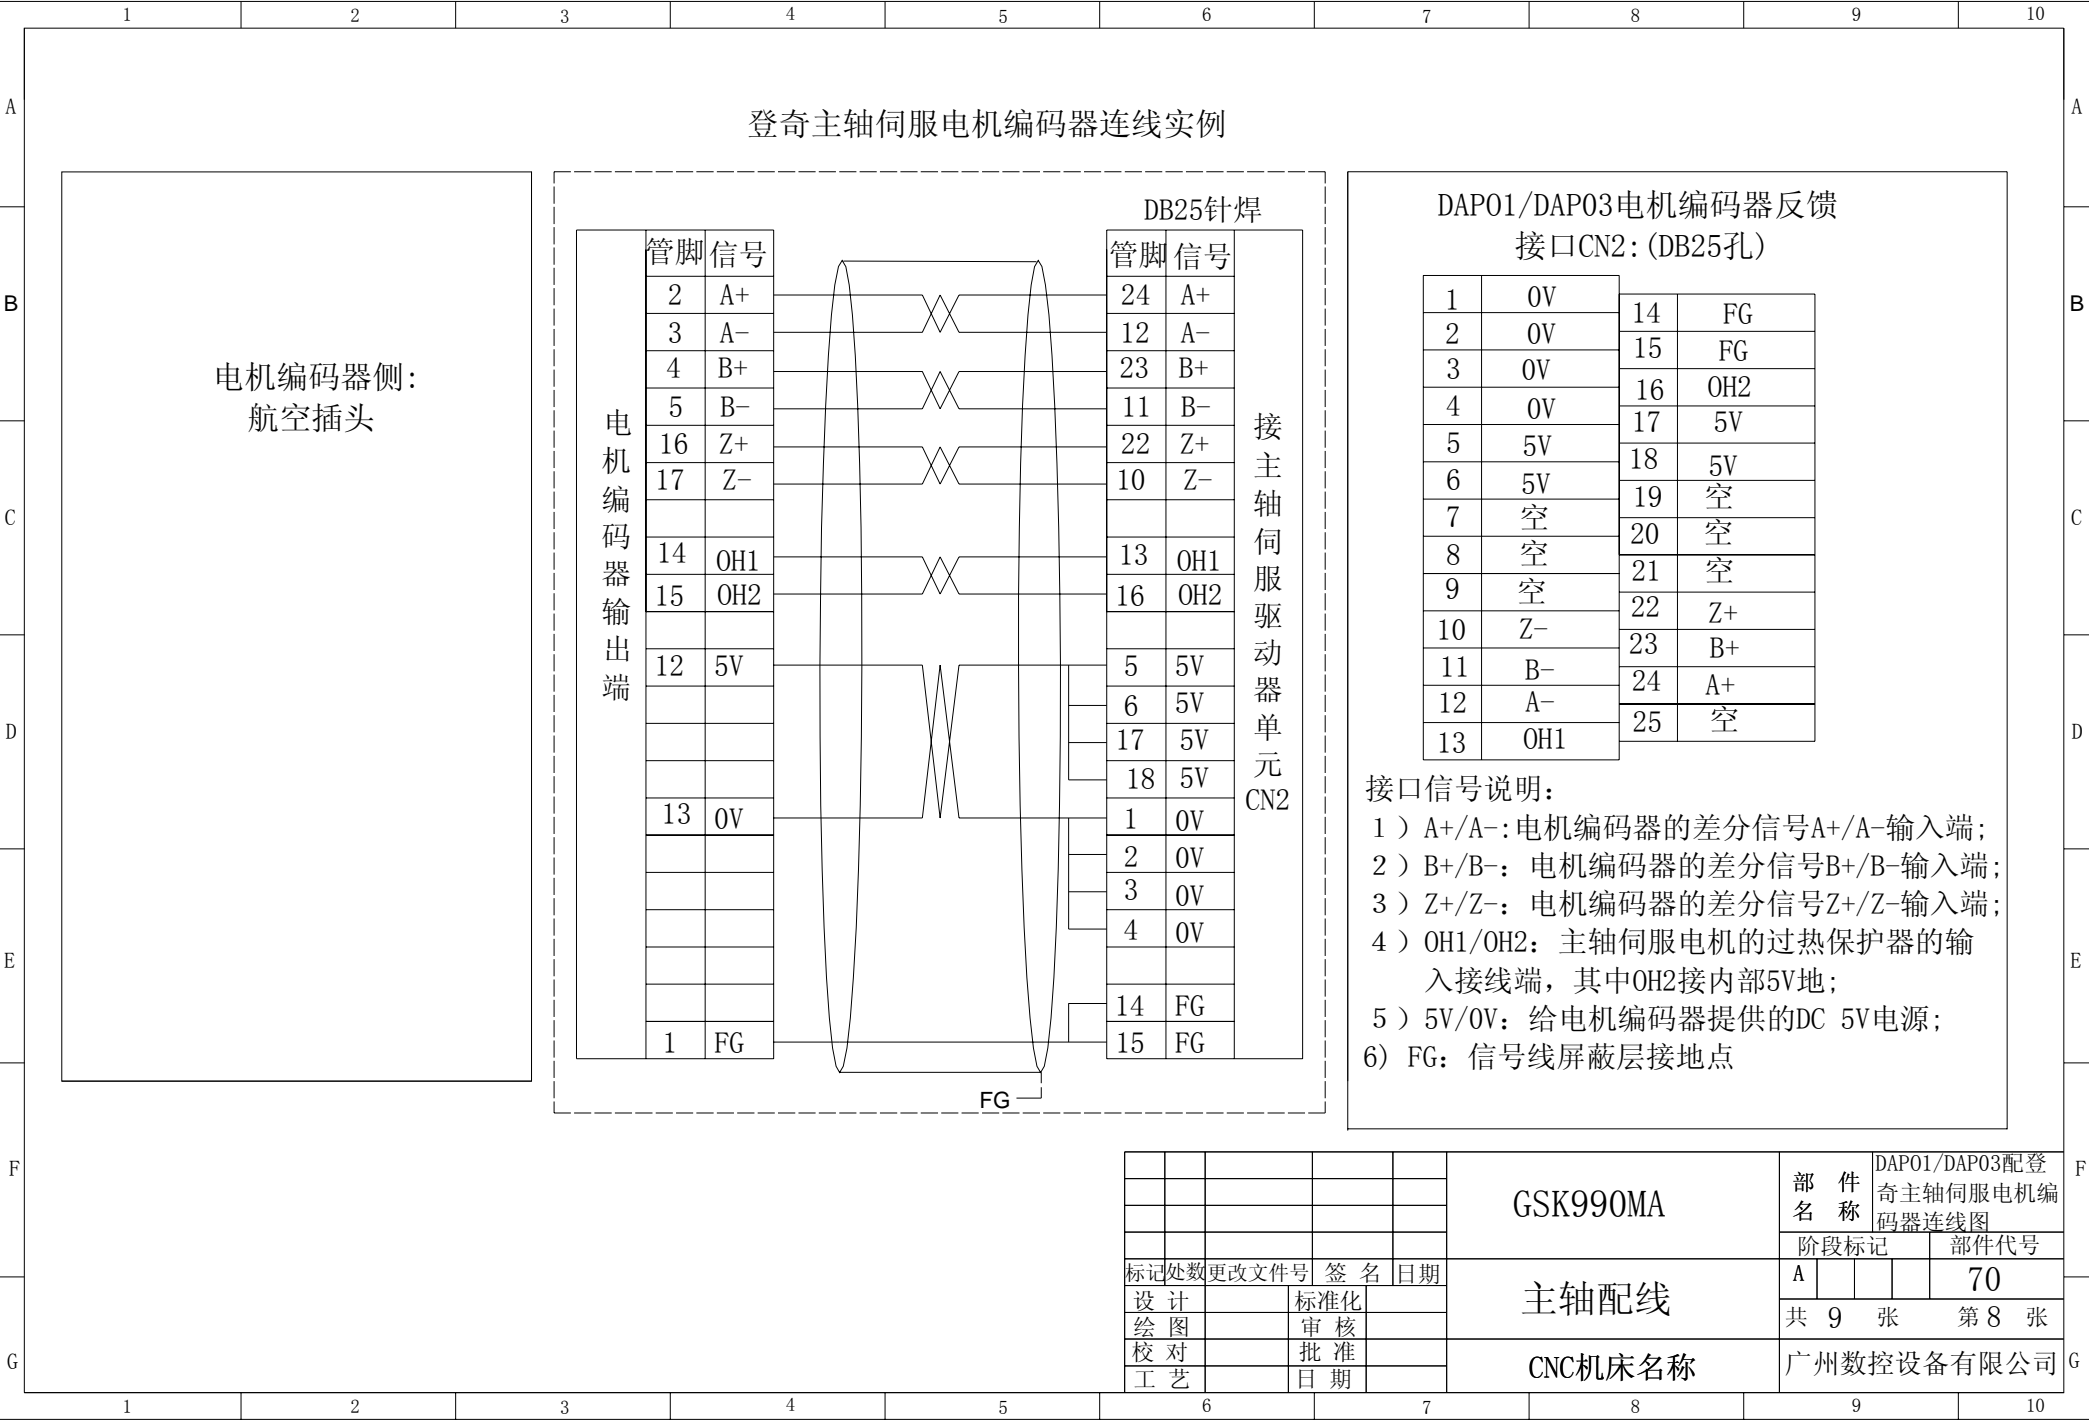 1 2 3 4 5 6 7 8 9 10
A A
B B
C C
D D
E E
F F
G G
登奇主轴伺服电机编码器连线实例
电机编码器侧:
航空插头
DB25针焊
电机编码器输出端
管脚 信号
2 A+
3 A-
4 B+
5 B-
16 Z+
17 Z-
14 OH1
15 OH2
12 5V
13 0V
1 FG
管脚 信号
24 A+
12 A-
23 B+
11 B-
22 Z+
10 Z-
13 OH1
16 OH2
5 5V
6 5V
17 5V
18 5V
1 0V
2 0V
3 0V
4 0V
14 FG
15 FG
接主轴伺服驱动器单元CN2
FG
DAP01/DAP03电机编码器反馈
接口CN2:(DB25孔)
1 0V
2 0V
3 0V
4 0V
5 5V
6 5V
7 空
8 空
9 空
10 Z-
11 B-
12 A-
13 OH1
14 FG
15 FG
16 OH2
17 5V
18 5V
19 空
20 空
21 空
22 Z+
23 B+
24 A+
25 空
接口信号说明：
1）A+/A-:电机编码器的差分信号A+/A-输入端;
2）B+/B-：电机编码器的差分信号B+/B-输入端;
3）Z+/Z-：电机编码器的差分信号Z+/Z-输入端;
4）OH1/OH2：主轴伺服电机的过热保护器的输
入接线端，其中OH2接内部5V地;
5）5V/0V：给电机编码器提供的DC 5V电源;
6) FG：信号线屏蔽层接地点
标记 处数 更改文件号 签 名 日期
设 计 标准化
绘 图 审 核
校 对 批 准
工 艺 日 期
GSK990MA
主轴配线
CNC机床名称
部 件
名 称
DAP01/DAP03配登
奇主轴伺服电机编
码器连线图
阶段标记 部件代号
A 70
共 9 张 第 8 张
广州数控设备有限公司
1 2 3 4 5 6 7 8 9 10